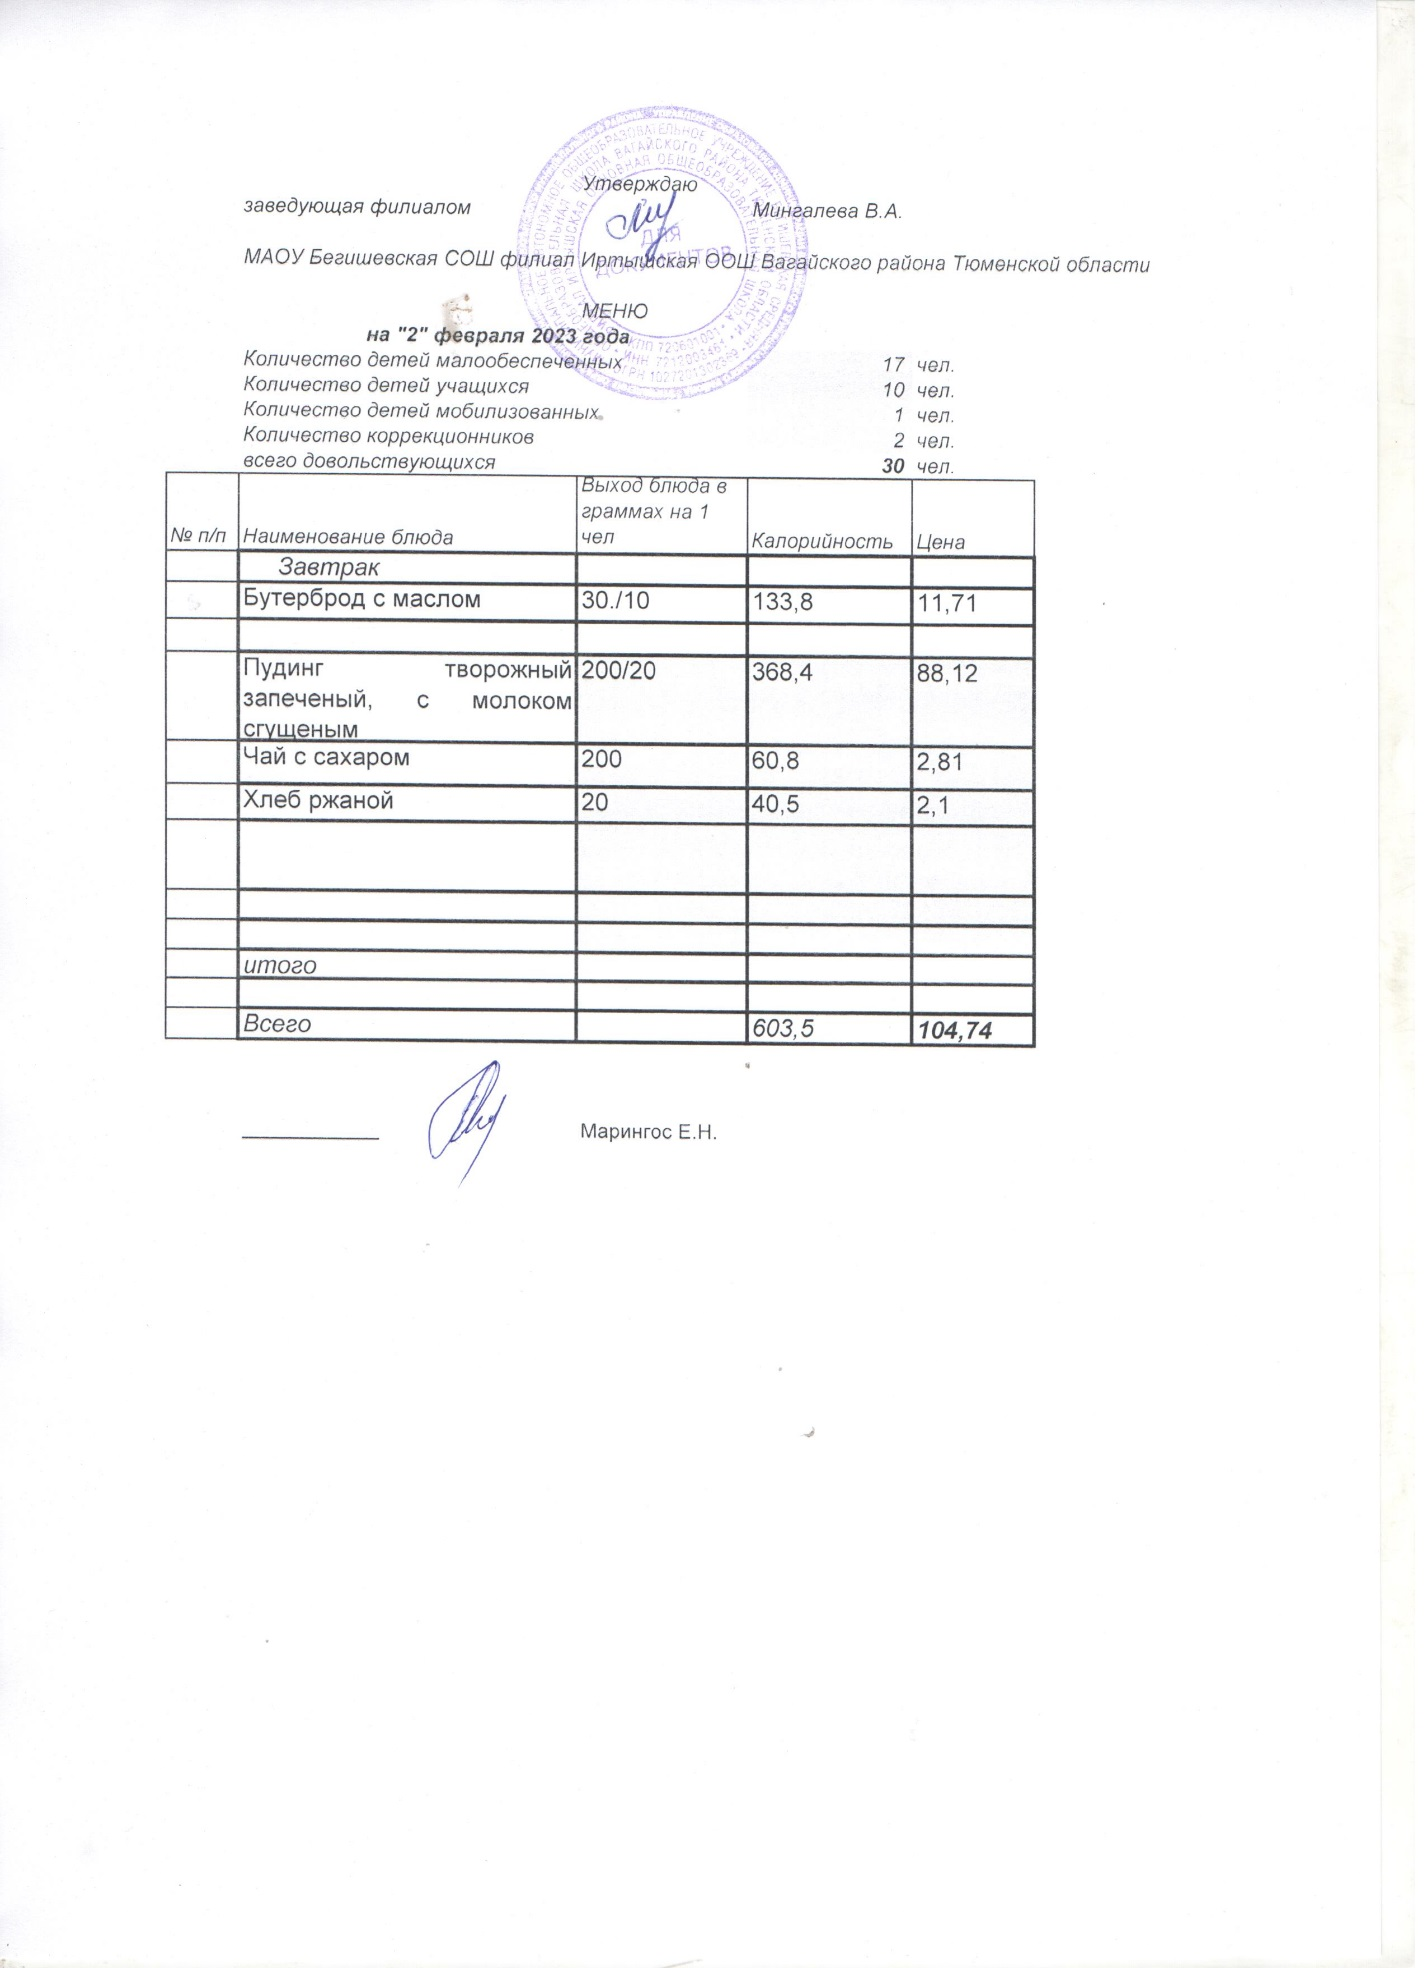 Утверждаю
заведующая филиалом Мингалева В.А.
МАОУ Бегишевская СОШ филиал Иртышская ООШ Вагайского района Тюменской области
ДЛЯ
ДОКУМЕНТОВ
МЕНЮ
на "2" февраля 2023 года
Количество детей малообеспеченных 17 чел.
Количество детей учащихся 10 чел.
Количество детей мобилизованных 1 чел.
Количество коррекционников 2 чел.
всего довольствующихся 30 чел.
№ п/п Наименование блюда Выход блюда в граммах на 1 чел Калорийность Цена
Завтрак
Бутерброд с маслом 30./10 133,8 11,71
Пудинг творожный 200/20 368,4 88,12
запеченый, с молоком
сгущеным
Чай с сахаром 200 60,8 2,81
Хлеб ржаной 20 40,5 2,1
итого
Всего 603,5 104,74
Марингос Е.Н.